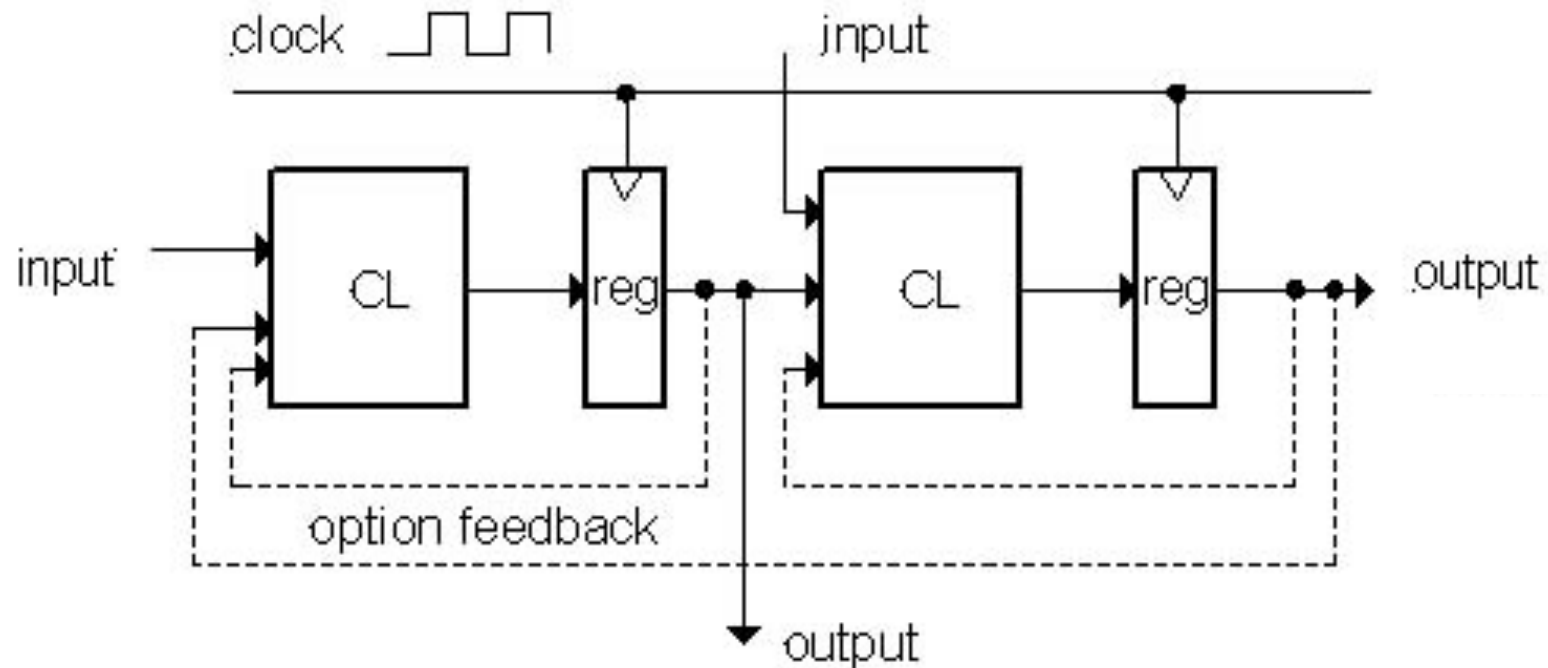 clock
input
input
CL
reg
CL
reg
output
option feedback
output